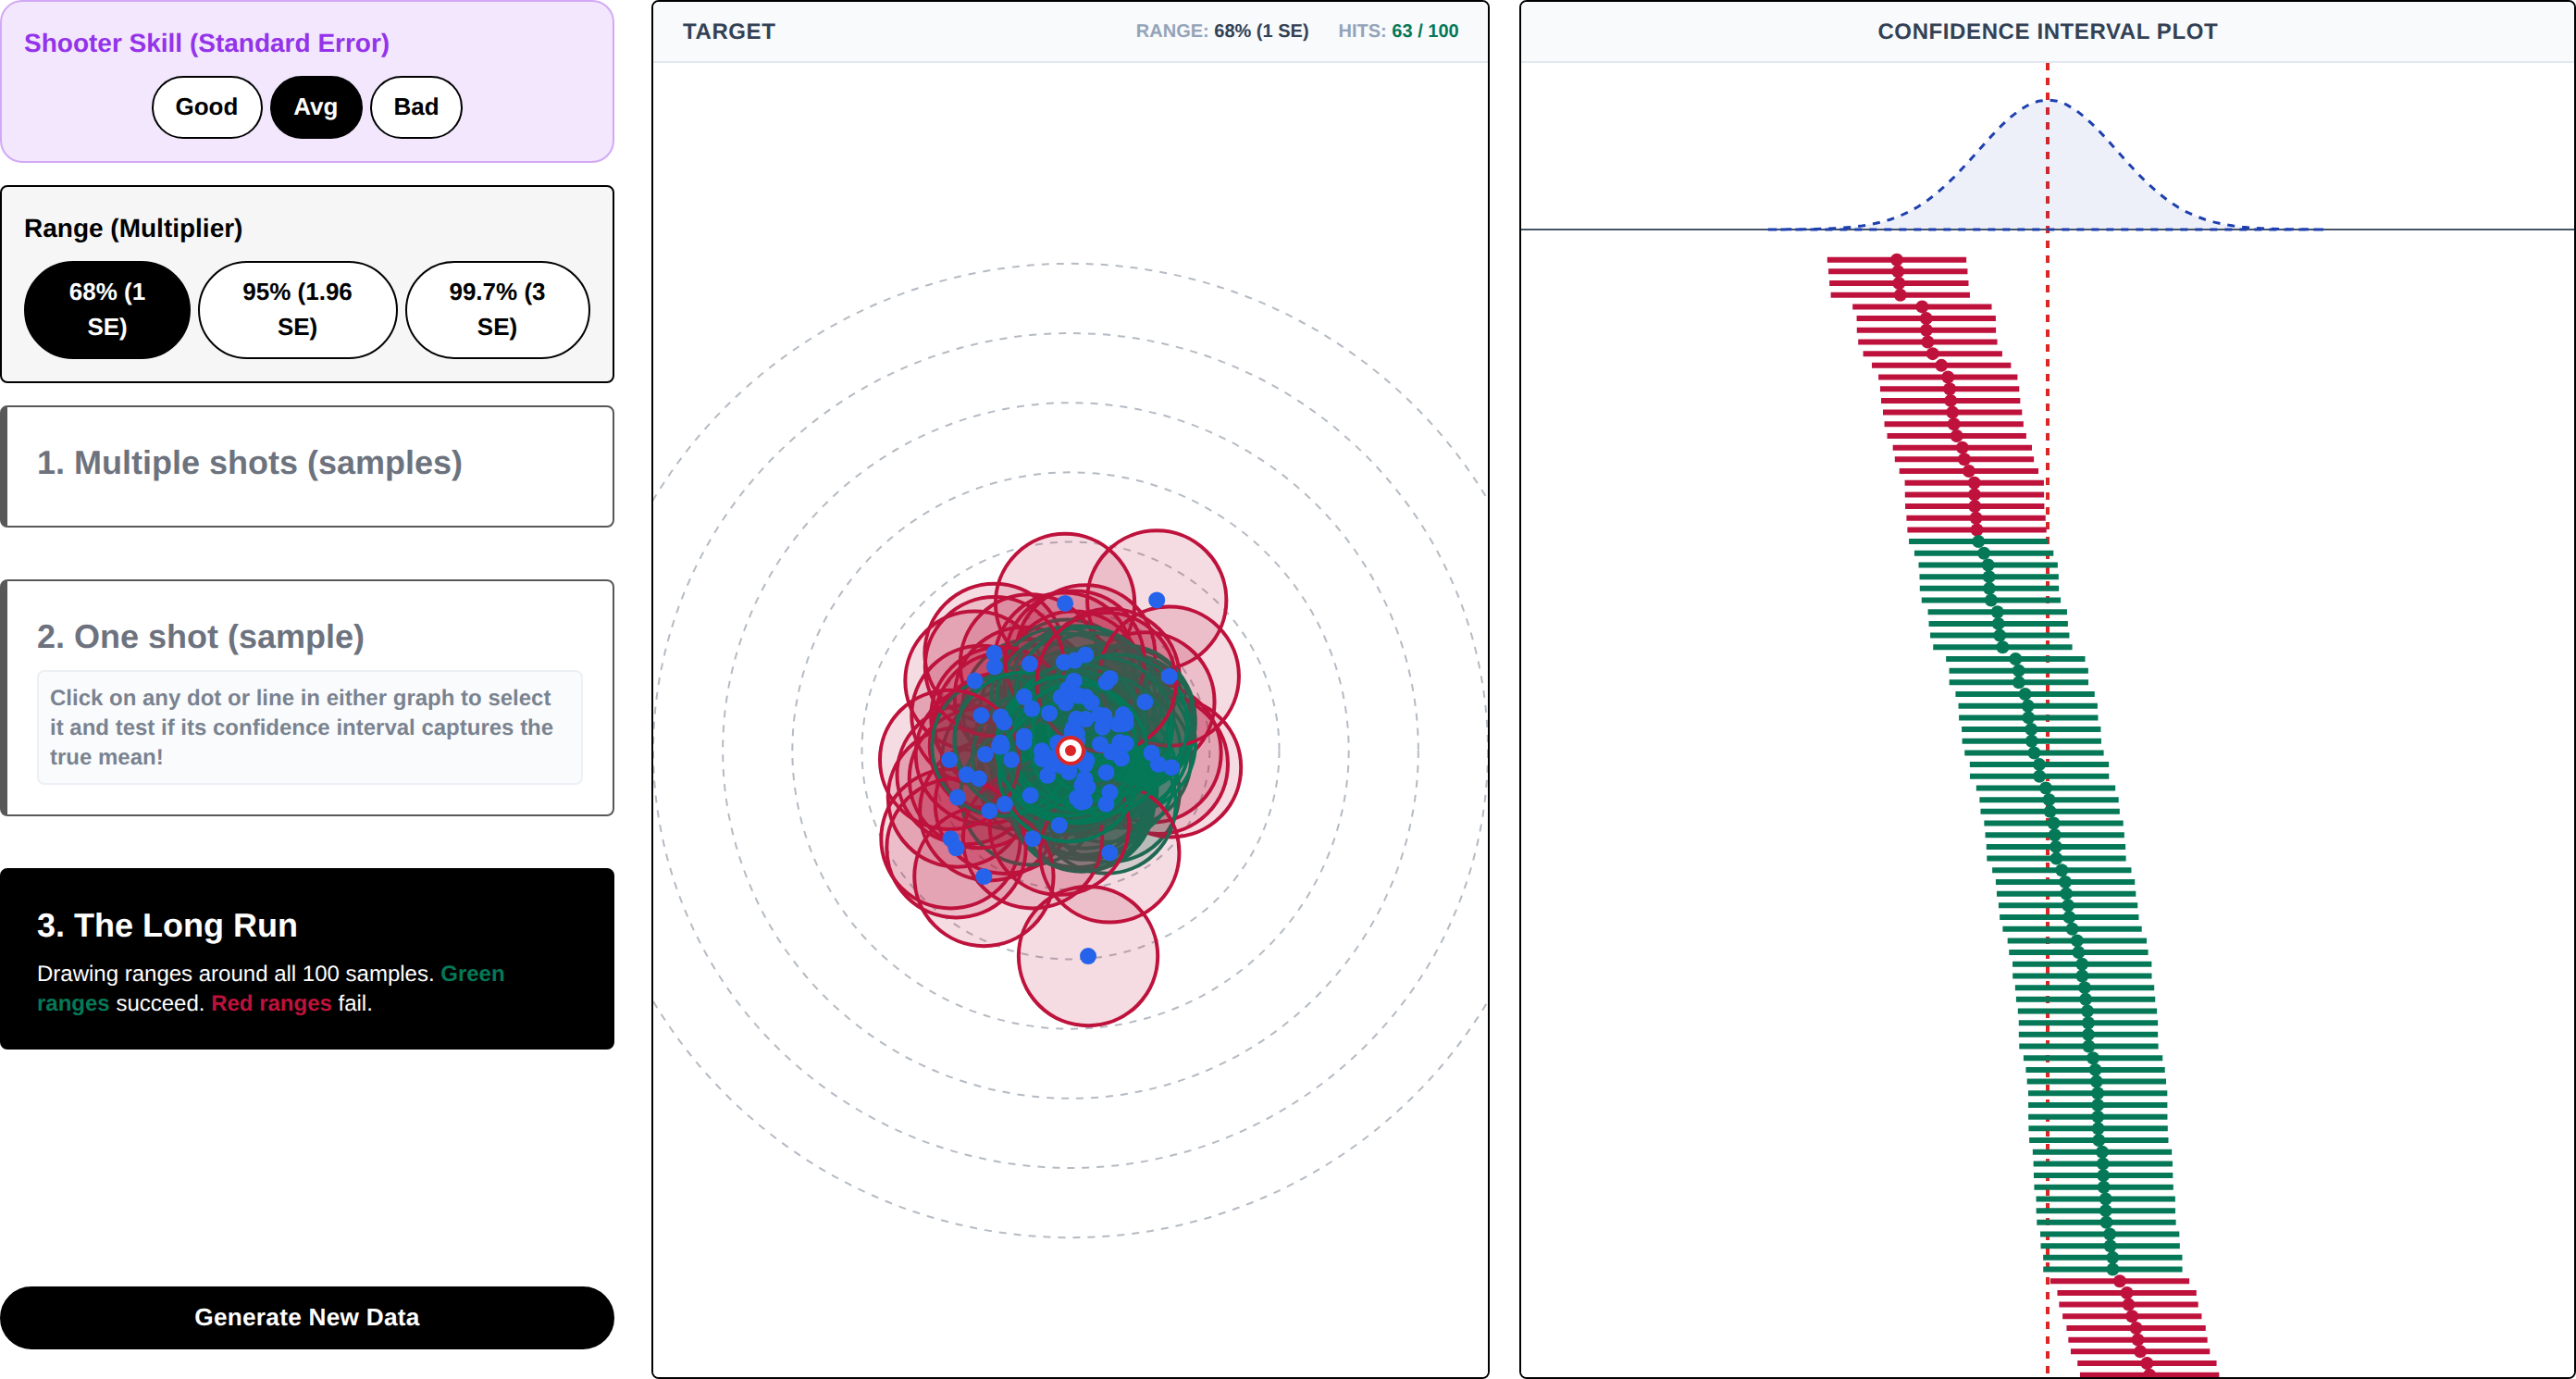 Shooter Skill (Standard Error)
Good
Avg
Bad
Range (Multiplier)
68% (1
SE)
95% (1.96
SE)
99.7% (3
SE)
1. Multiple shots (samples)
2. One shot (sample)
Click on any dot or line in either graph to select
it and test if its confidence interval captures the
true mean!
3. The Long Run
Drawing ranges around all 100 samples. Green
ranges succeed. Red ranges fail.
Generate New Data
TARGET
RANGE: 68% (1 SE)
HITS: 63 / 100
CONFIDENCE INTERVAL PLOT